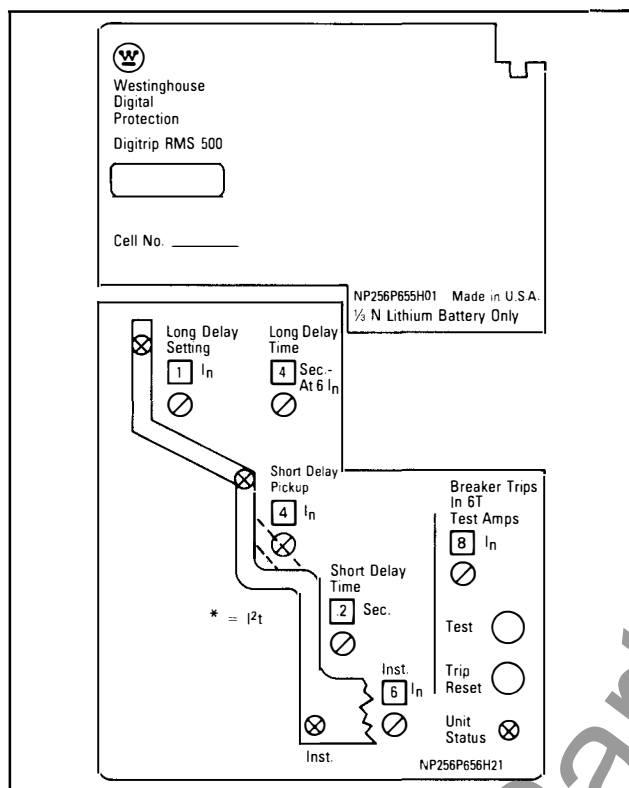 W
Westinghouse
Digital
Protection
Digitrip RMS 500
Cell No.
NP256P655H01 Made in U.S.A.
⅓ N Lithium Battery Only
Long Delay
Setting
1 In
Long Delay
Time
4 Sec.-
At 6 In
Short Delay
Pickup
4 In
Short Delay
Time
.2 Sec.
* = I²t
Inst.
6 In
Inst.
Breaker Trips
In 6T
Test Amps
8 In
Test
Trip
Reset
Unit
Status
NP256P656H21